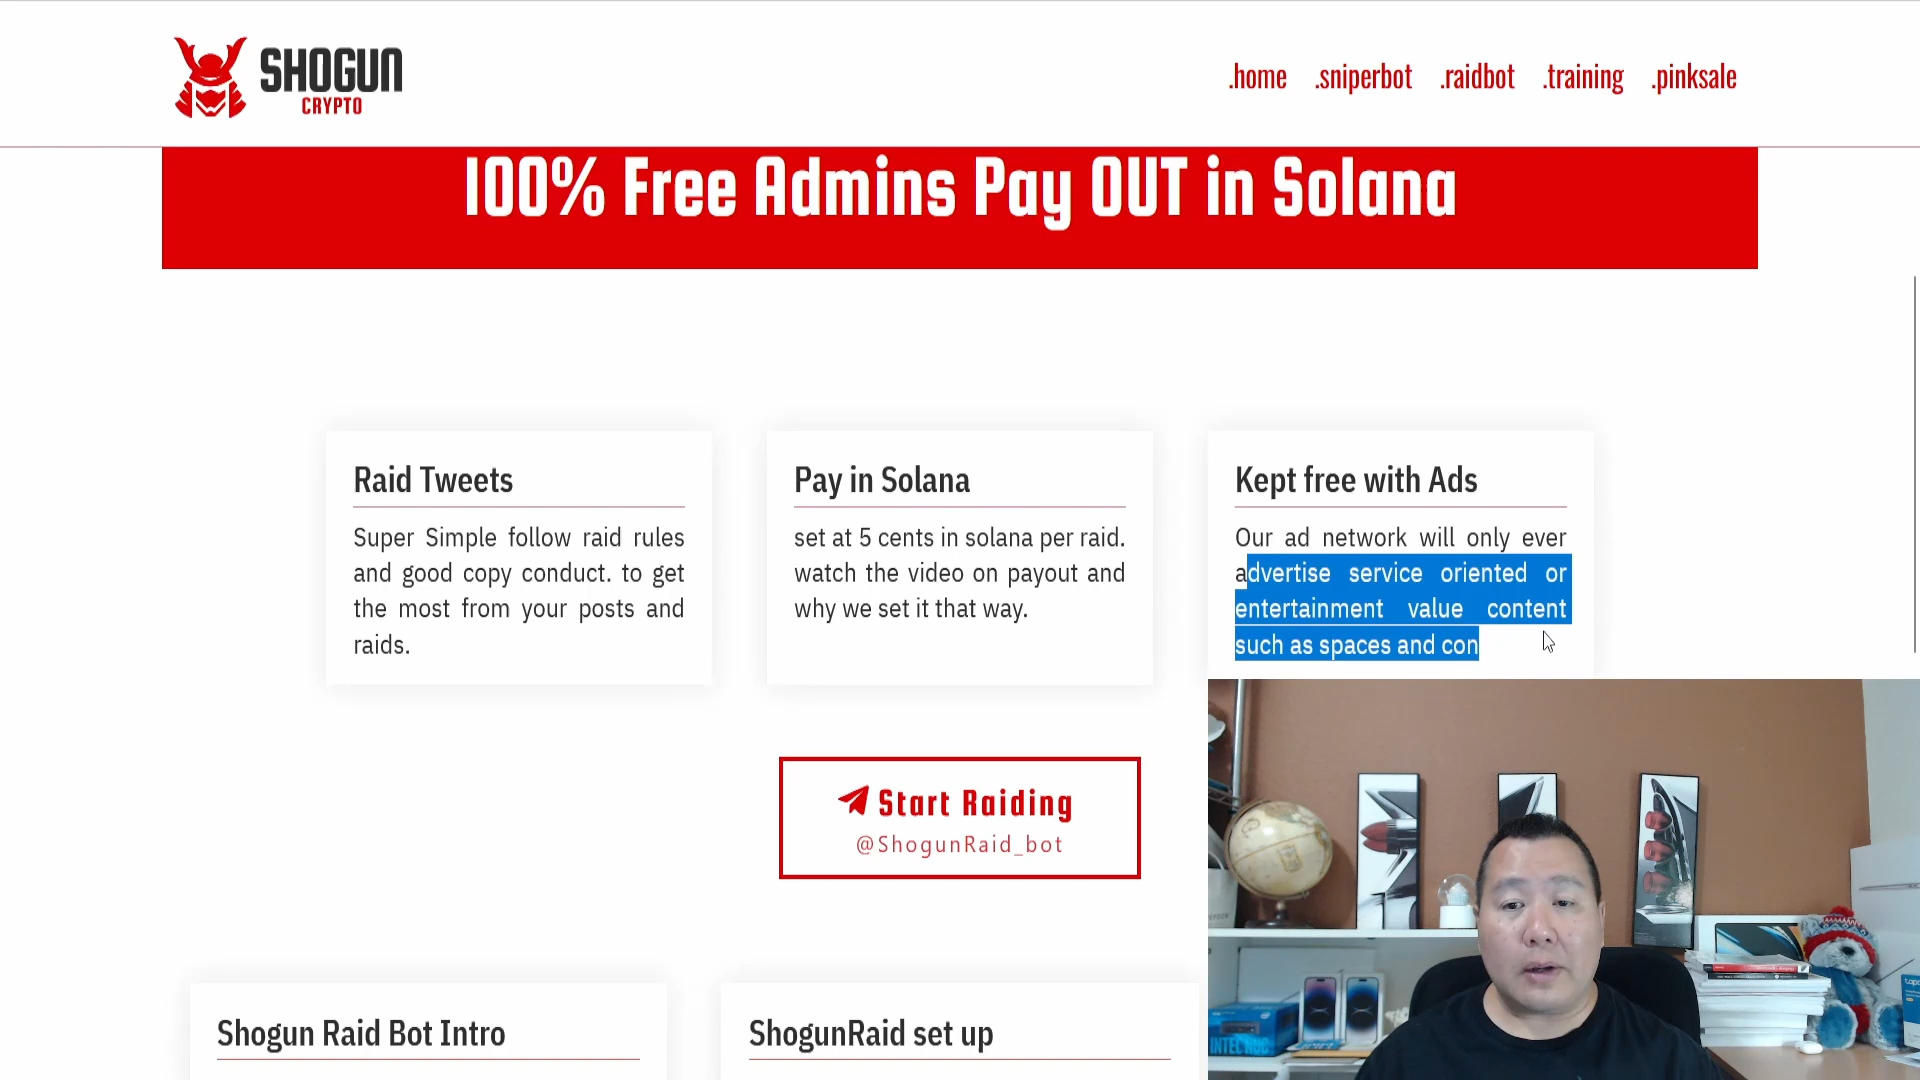 SHOGUN
CRYPTO
.home .sniperbot .raidbot .training .pinksale
100% Free Admins Pay OUT in Solana
Raid Tweets
Super Simple follow raid rules
and good copy conduct. to get
the most from your posts and
raids.
Pay in Solana
set at 5 cents in solana per raid.
watch the video on payout and
why we set it that way.
Kept free with Ads
Our ad network will only ever
advertise service oriented or
entertainment value content
such as spaces and con
Start Raiding
@ShogunRaid_bot
Shogun Raid Bot Intro
ShogunRaid set up
INTEL NUC